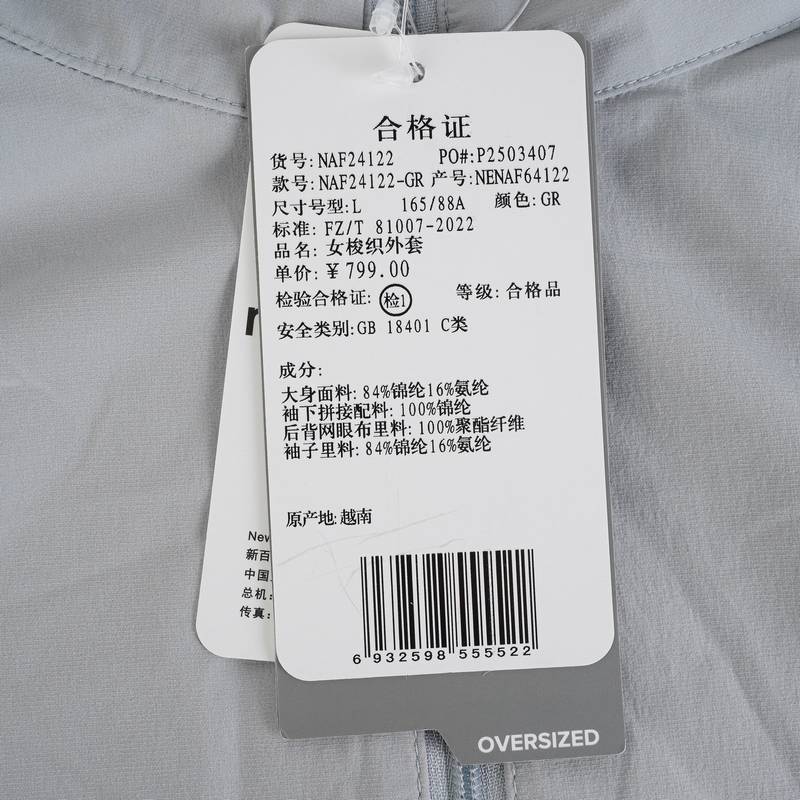 合格证
货号: NAF24122 PO#:P2503407
款号: NAF24122-GR 产号: NENAF64122
尺寸号型: L 165/88A 颜色: GR
标准: FZ/T 81007-2022
品名: 女梭织外套
单价: ¥ 799.00
检验合格证: 检1 等级: 合格品
安全类别: GB 18401 C类
成分:
大身面料: 84%锦纶16%氨纶
袖下拼接配料: 100%锦纶
后背网眼布里料: 100%聚酯纤维
袖子里料: 84%锦纶16%氨纶
原产地: 越南
6 932598 555522
OVERSIZED
New
新百
中国
总机:
传真: